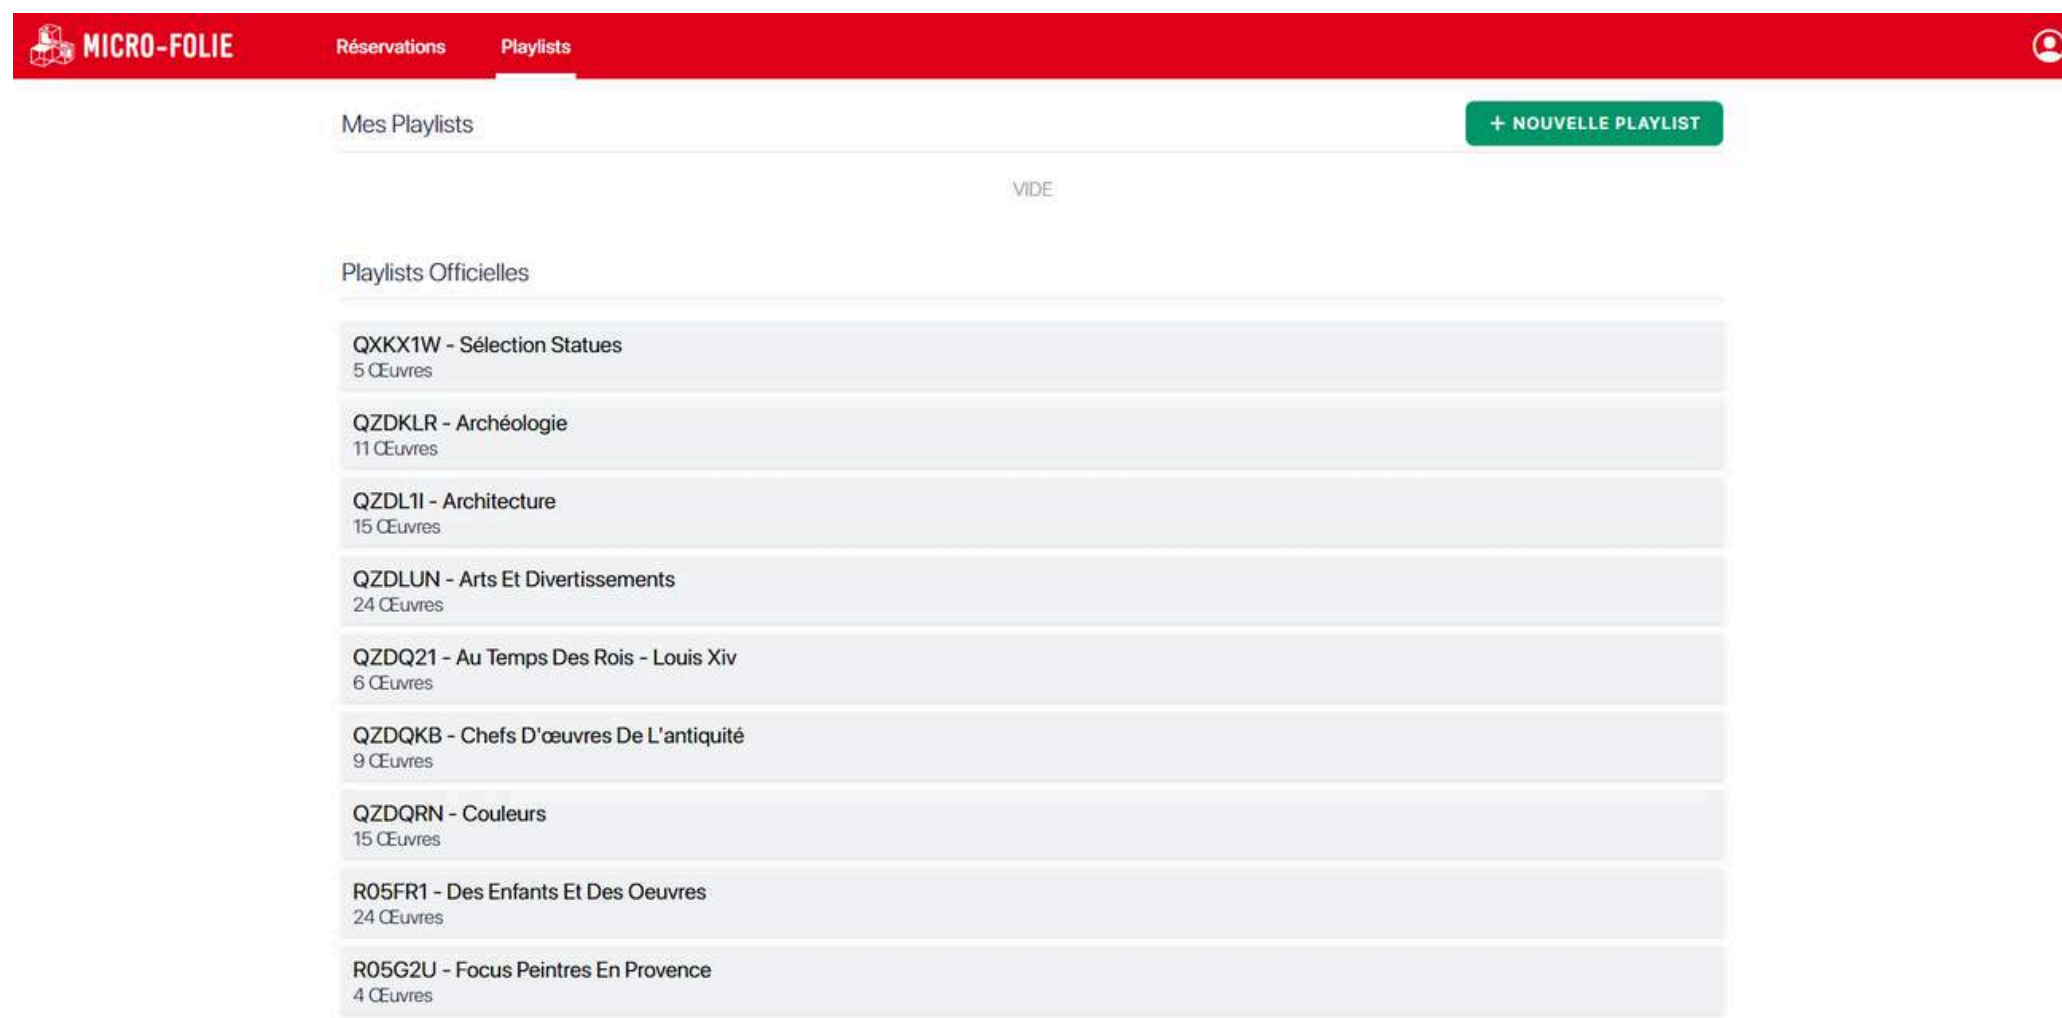 MICRO-FOLIE
Réservations
Playlists
Mes Playlists
+ NOUVELLE PLAYLIST
VIDE
Playlists Officielles
QXKX1W - Sélection Statues
5 Œuvres
QZDKLR - Archéologie
11 Œuvres
QZDL1I - Architecture
15 Œuvres
QZDLUN - Arts Et Divertissements
24 Œuvres
QZDQ21 - Au Temps Des Rois - Louis Xiv
6 Œuvres
QZDQKB - Chefs D'œuvres De L'antiquité
9 Œuvres
QZDQRN - Couleurs
15 Œuvres
R05FR1 - Des Enfants Et Des Oeuvres
24 Œuvres
R05G2U - Focus Peintres En Provence
4 Œuvres